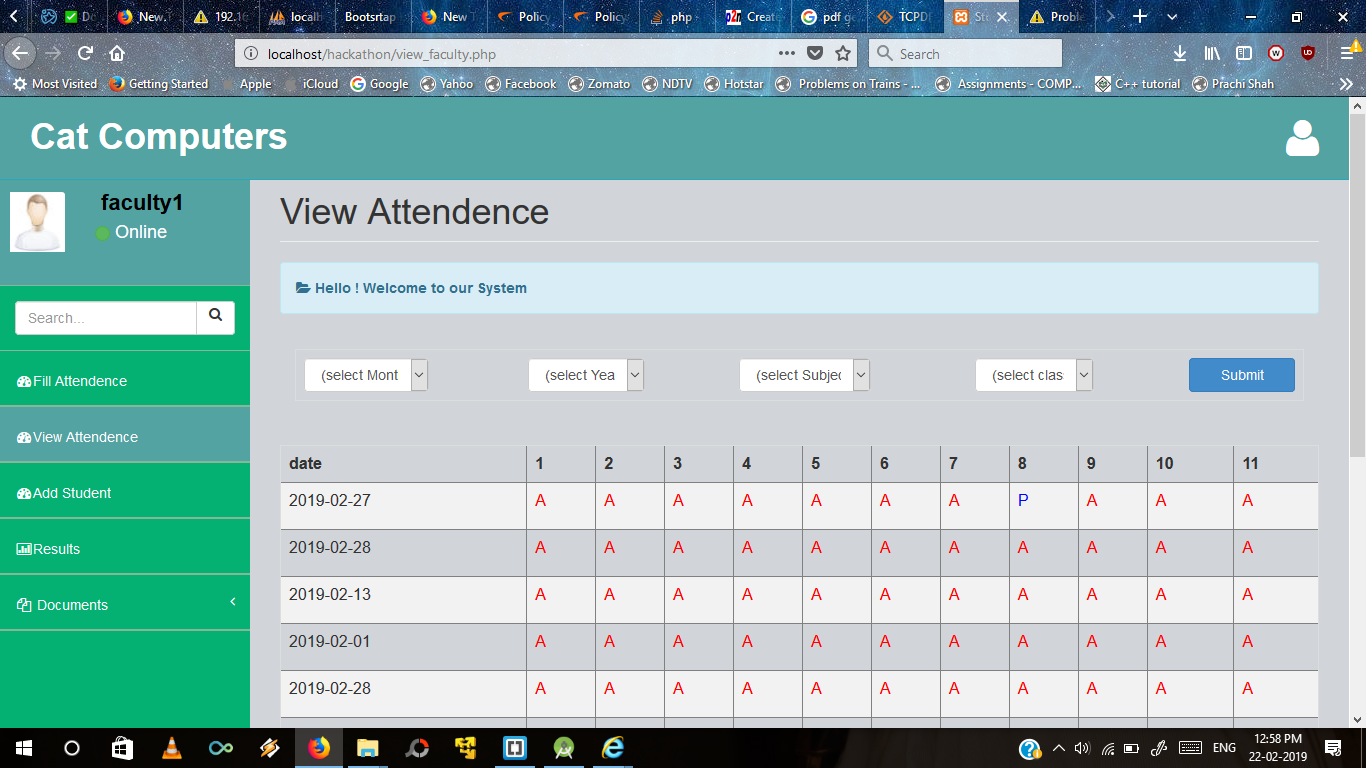 New.
192.16
localh
Bootsrtap
New
Policy
Policy
php
Create
pdf ge
TCPD
Sto
Proble
localhost/hackathon/view_faculty.php
Search
Most Visited Getting Started Apple iCloud Google Yahoo Facebook Zomato NDTV Hotstar Problems on Trains - ... Assignments - COMP... C++ tutorial Prachi Shah
Cat Computers
faculty1
Online
Search...
Fill Attendence
View Attendence
Add Student
Results
Documents
View Attendence
Hello ! Welcome to our System
(select Mont (select Yea (select Subjec (select clas Submit
date 1 2 3 4 5 6 7 8 9 10 11
2019-02-27 A A A A A A A P A A A
2019-02-28 A A A A A A A A A A A
2019-02-13 A A A A A A A A A A A
2019-02-01 A A A A A A A A A A A
2019-02-28 A A A A A A A A A A A
ENG
12:58 PM
22-02-2019